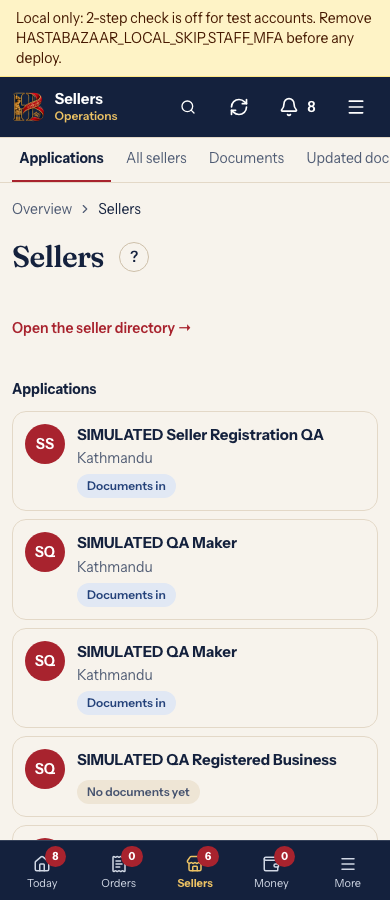 Local only: 2-step check is off for test accounts. Remove
HASTABAZAAR_LOCAL_SKIP_STAFF_MFA before any
deploy.
Sellers
Operations
8
Applications
All sellers
Documents
Updated doc
Overview > Sellers
Sellers
?
Open the seller directory →
Applications
SS
SIMULATED Seller Registration QA
Kathmandu
Documents in
SQ
SIMULATED QA Maker
Kathmandu
Documents in
SQ
SIMULATED QA Maker
Kathmandu
Documents in
SQ
SIMULATED QA Registered Business
No documents yet
8
0
6
0
Today
Orders
Sellers
Money
More